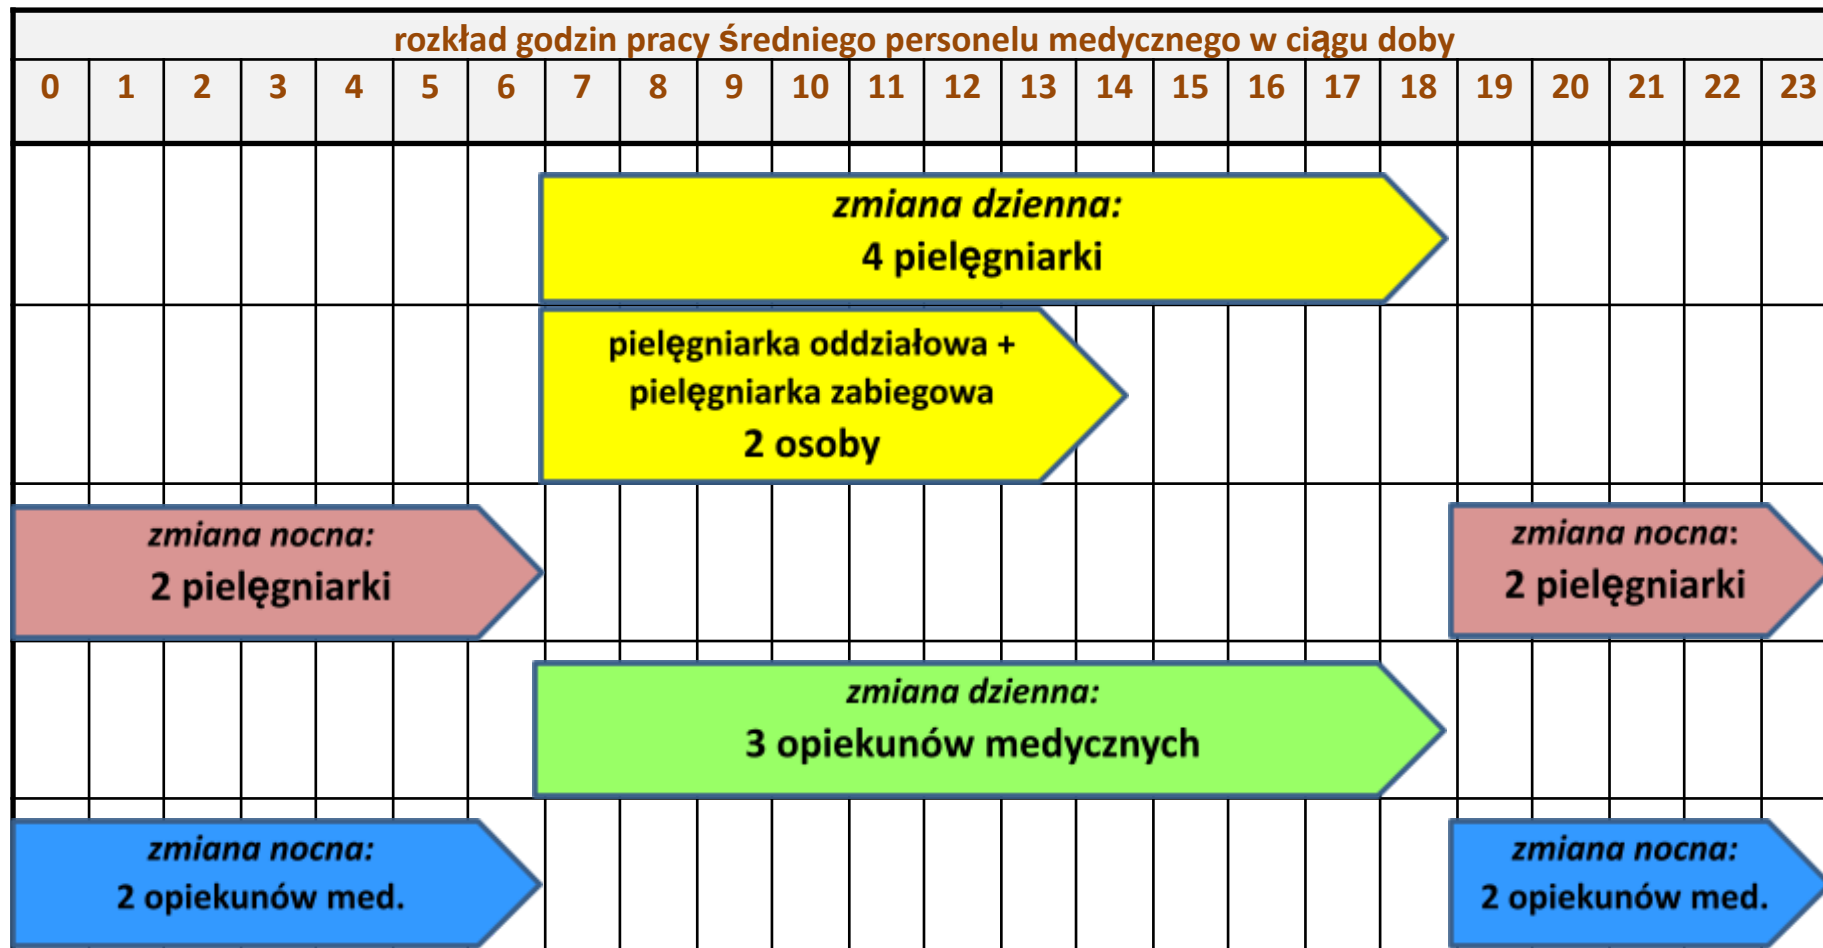 rozkład godzin pracy średniego personelu medycznego w ciągu doby
0 1 2 3 4 5 6 7 8 9 10 11 12 13 14 15 16 17 18 19 20 21 22 23
zmiana dzienna:
4 pielęgniarki
pielęgniarka oddziałowa +
pielęgniarka zabiegowa
2 osoby
zmiana nocna:
2 pielęgniarki
zmiana nocna:
2 pielęgniarki
zmiana dzienna:
3 opiekunów medycznych
zmiana nocna:
2 opiekunów med.
zmiana nocna:
2 opiekunów med.